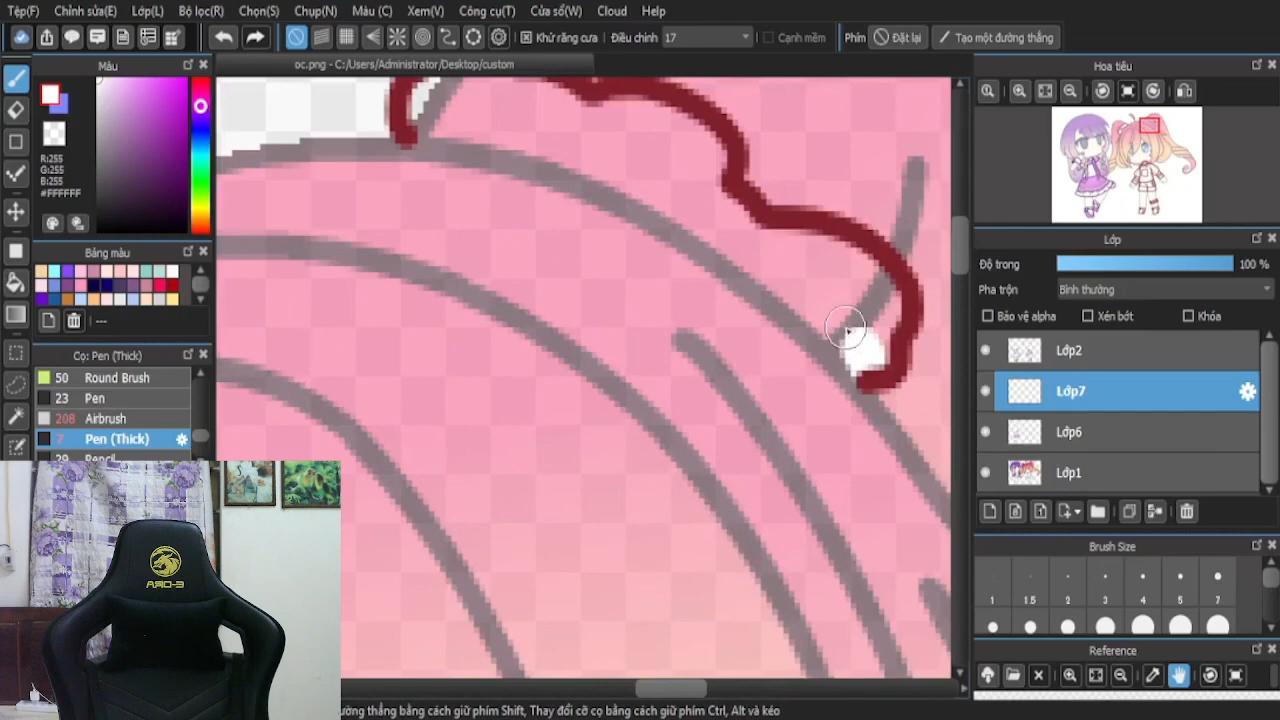 Tệp(F) Chỉnh sửa(E) Lớp(L) Bộ lọc(R) Chọn(S) Chụp(N) Màu (C) Xem(V) Công cụ(T) Cửa sổ(W) Cloud Help
Khử răng cưa Điều chỉnh 17 Cạnh mềm Phím Đặt lại Tạo một đường thẳng
Màu
oc.png - C:/Users/Administrator/Desktop/custom
Hoa tiêu
R:255
G:255
B:255
#FFFFFF
Bảng màu
---
Cọ: Pen (Thick)
50 Round Brush
23 Pen
208 Airbrush
7 Pen (Thick)
29 Pencil
Lớp
Độ trong 100 %
Pha trộn Bình thường
Bảo vệ alpha Xén bớt Khóa
Lớp2
Lớp7
Lớp6
Lớp1
Brush Size
1 1.5 2 3 4 5 7
Reference
ường thẳng bằng cách giữ phím Shift, Thay đổi cỡ cọ bằng cách giữ phím Ctrl, Alt và kéo
E-DRA